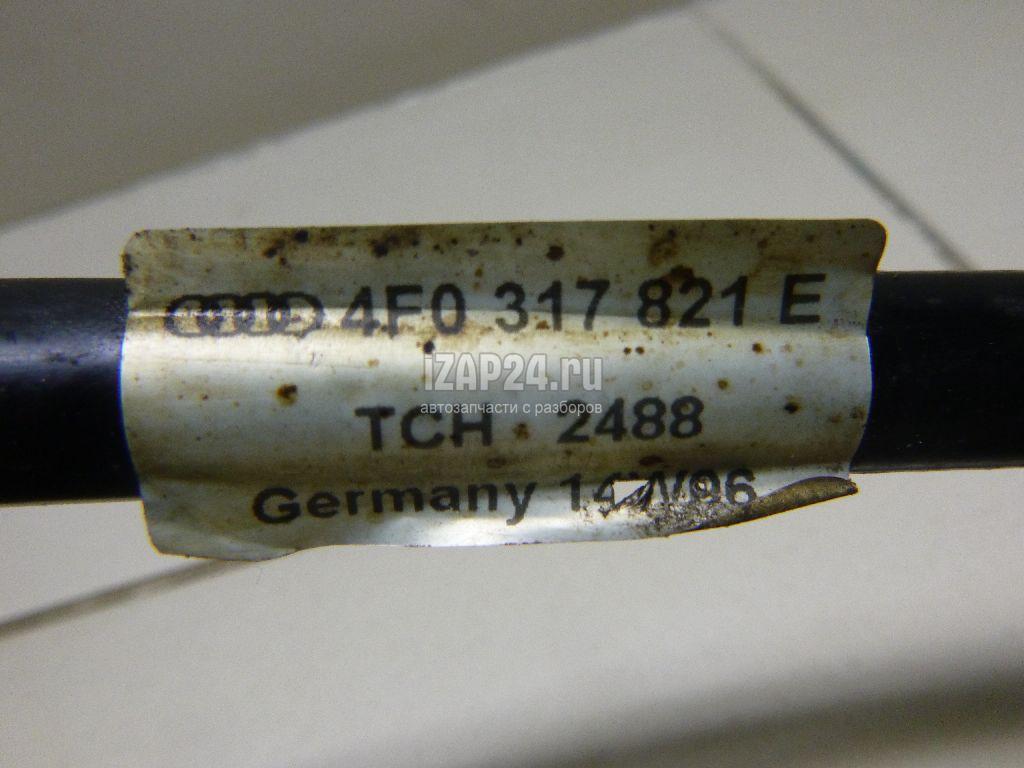 4F0 317 821 E
iZAP24.ru
автозапчасти с разборов
TCH 2488
Germany